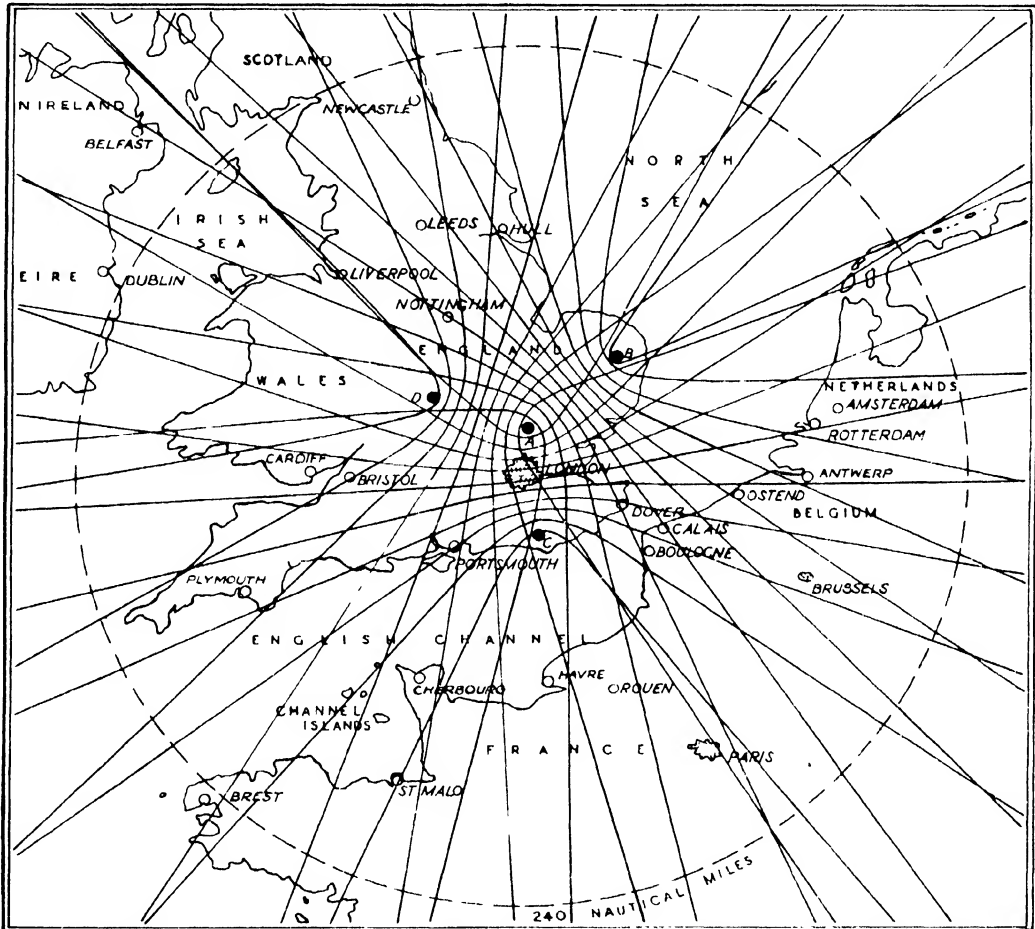 SCOTLAND
N IRELAND
NEWCASTLE
BELFAST
NORTH
SEA
IRISH
SEA
LEEDS
HULL
EIRE
DUBLIN
LIVERPOOL
NOTTINGHAM
ENGLAND
B
WALES
NETHERLANDS
D
AMSTERDAM
A
ROTTERDAM
CARDIFF
LONDON
BRISTOL
ANTWERP
OSTEND
DOVER
BELGIUM
C
CALAIS
PORTSMOUTH
BOULOGNE
PLYMOUTH
BRUSSELS
ENGLISH CHANNEL
CHERBOURG
HAVRE
ROUEN
CHANNEL
ISLANDS
FRANCE
PARIS
ST MALO
BREST
240 NAUTICAL MILES